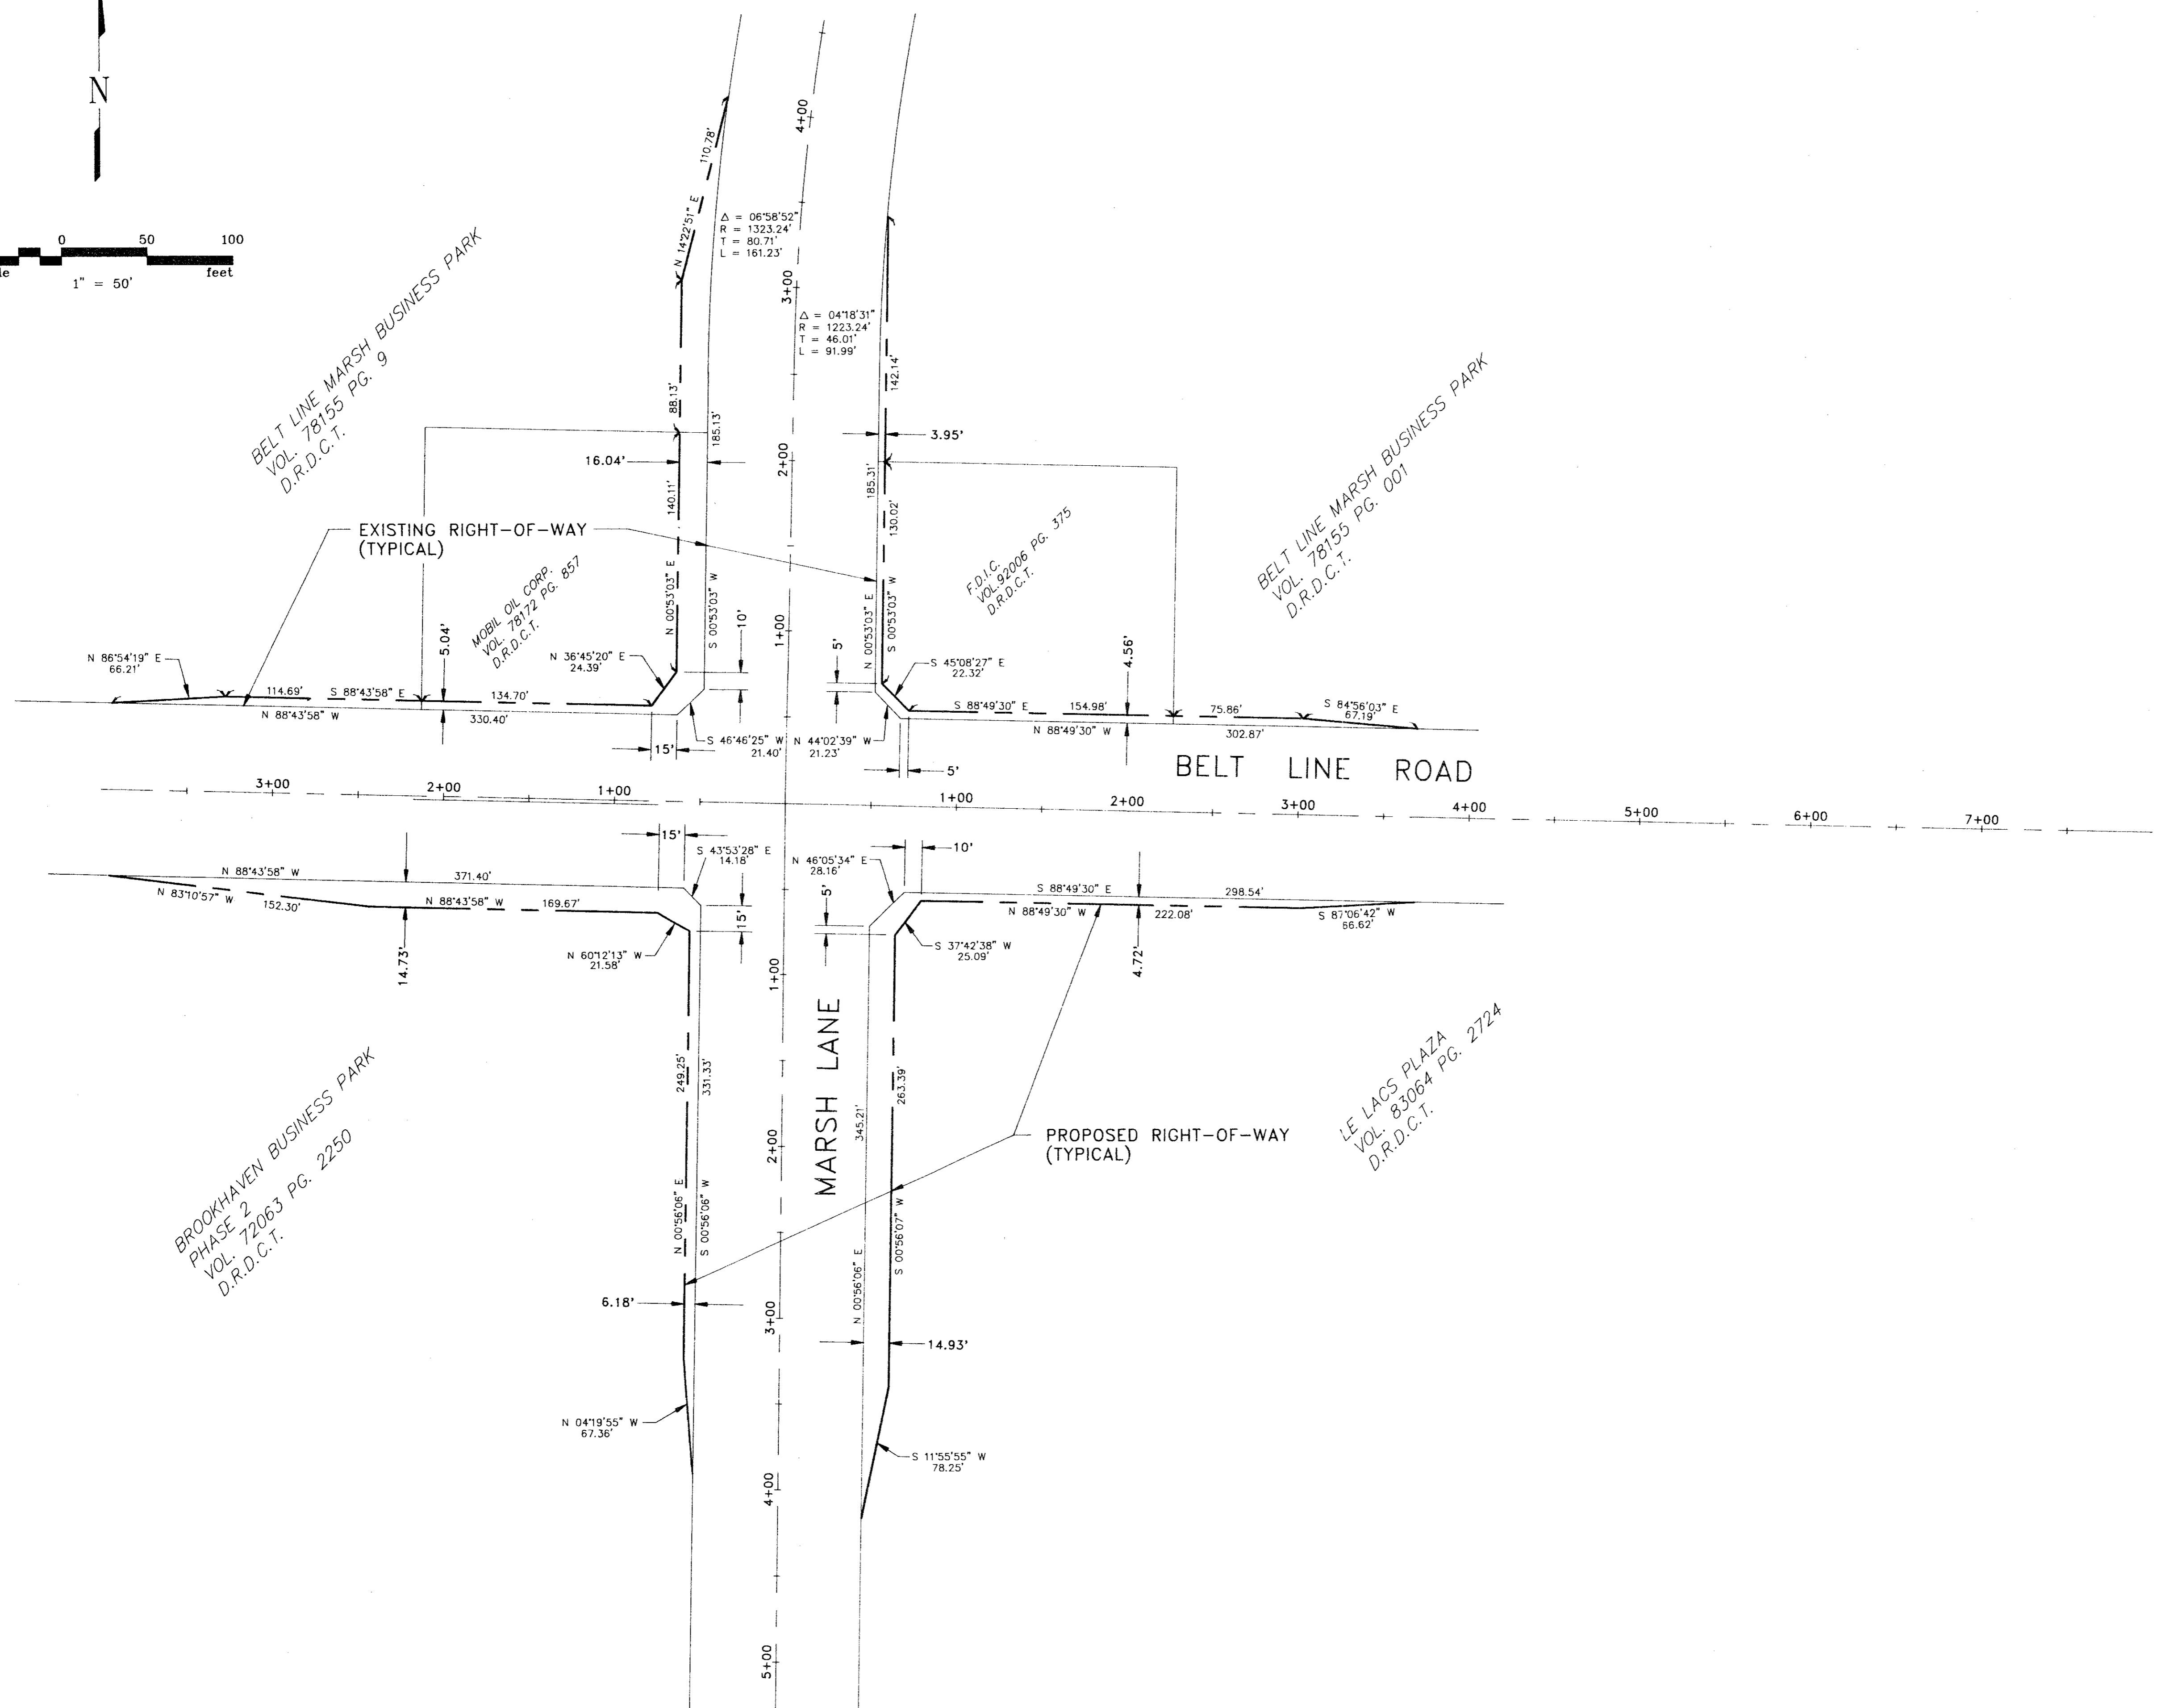 N
0 50 100
le feet
1" = 50'
BELT LINE MARSH BUSINESS PARK
VOL. 78155 PG. 9
D.R.D.C.T.
N 14°22'51" E
110.78'
Δ = 06°58'52"
R = 1323.24'
T = 80.71'
L = 161.23'
Δ = 04°18'31"
R = 1223.24'
T = 46.01'
L = 91.99'
4+00
3+00
2+00
1+00
88.13'
185.13'
16.04'
140.11'
N 00°53'03" E
S 00°53'03" W
10'
142.14'
3.95'
185.31'
130.02'
N 00°53'03" E
S 00°53'03" W
5'
EXISTING RIGHT-OF-WAY
(TYPICAL)
MOBIL OIL CORP.
VOL. 78172 PG. 857
D.R.D.C.T.
F.D.I.C.
VOL.92006 PG. 375
D.R.D.C.T.
BELT LINE MARSH BUSINESS PARK
VOL. 78155 PG. 001
D.R.D.C.T.
N 86°54'19" E
66.21'
114.69'
S 88°43'58" E
5.04'
134.70'
N 36°45'20" E
24.39'
N 88°43'58" W
330.40'
15'
S 46°46'25" W
21.40'
N 44°02'39" W
21.23'
S 45°08'27" E
22.32'
S 88°49'30" E
154.98'
4.56'
75.86'
S 84°56'03" E
67.19'
N 88°49'30" W
302.87'
5'
BELT LINE ROAD
3+00
2+00
1+00
1+00
2+00
3+00
4+00
5+00
6+00
7+00
15'
S 43°53'28" E
14.18'
N 46°05'34" E
28.16'
10'
N 88°43'58" W
371.40'
N 83°10'57" W
152.30'
N 88°43'58" W
169.67'
14.73'
N 60°12'13" W
21.58'
15'
5'
S 88°49'30" E
298.54'
N 88°49'30" W
222.08'
S 87°06'42" W
66.62'
S 37°42'38" W
25.09'
4.72'
1+00
2+00
3+00
4+00
5+00
MARSH LANE
249.25'
331.33'
N 00°56'06" E
S 00°56'06" W
345.21'
263.39'
N 00°56'06" E
S 00°56'07" W
PROPOSED RIGHT-OF-WAY
(TYPICAL)
LE LACS PLAZA
VOL. 83064 PG. 2724
D.R.D.C.T.
BROOKHAVEN BUSINESS PARK
PHASE 2
VOL. 72063 PG. 2250
D.R.D.C.T.
6.18'
14.93'
N 04°19'55" W
67.36'
S 11°55'55" W
78.25'